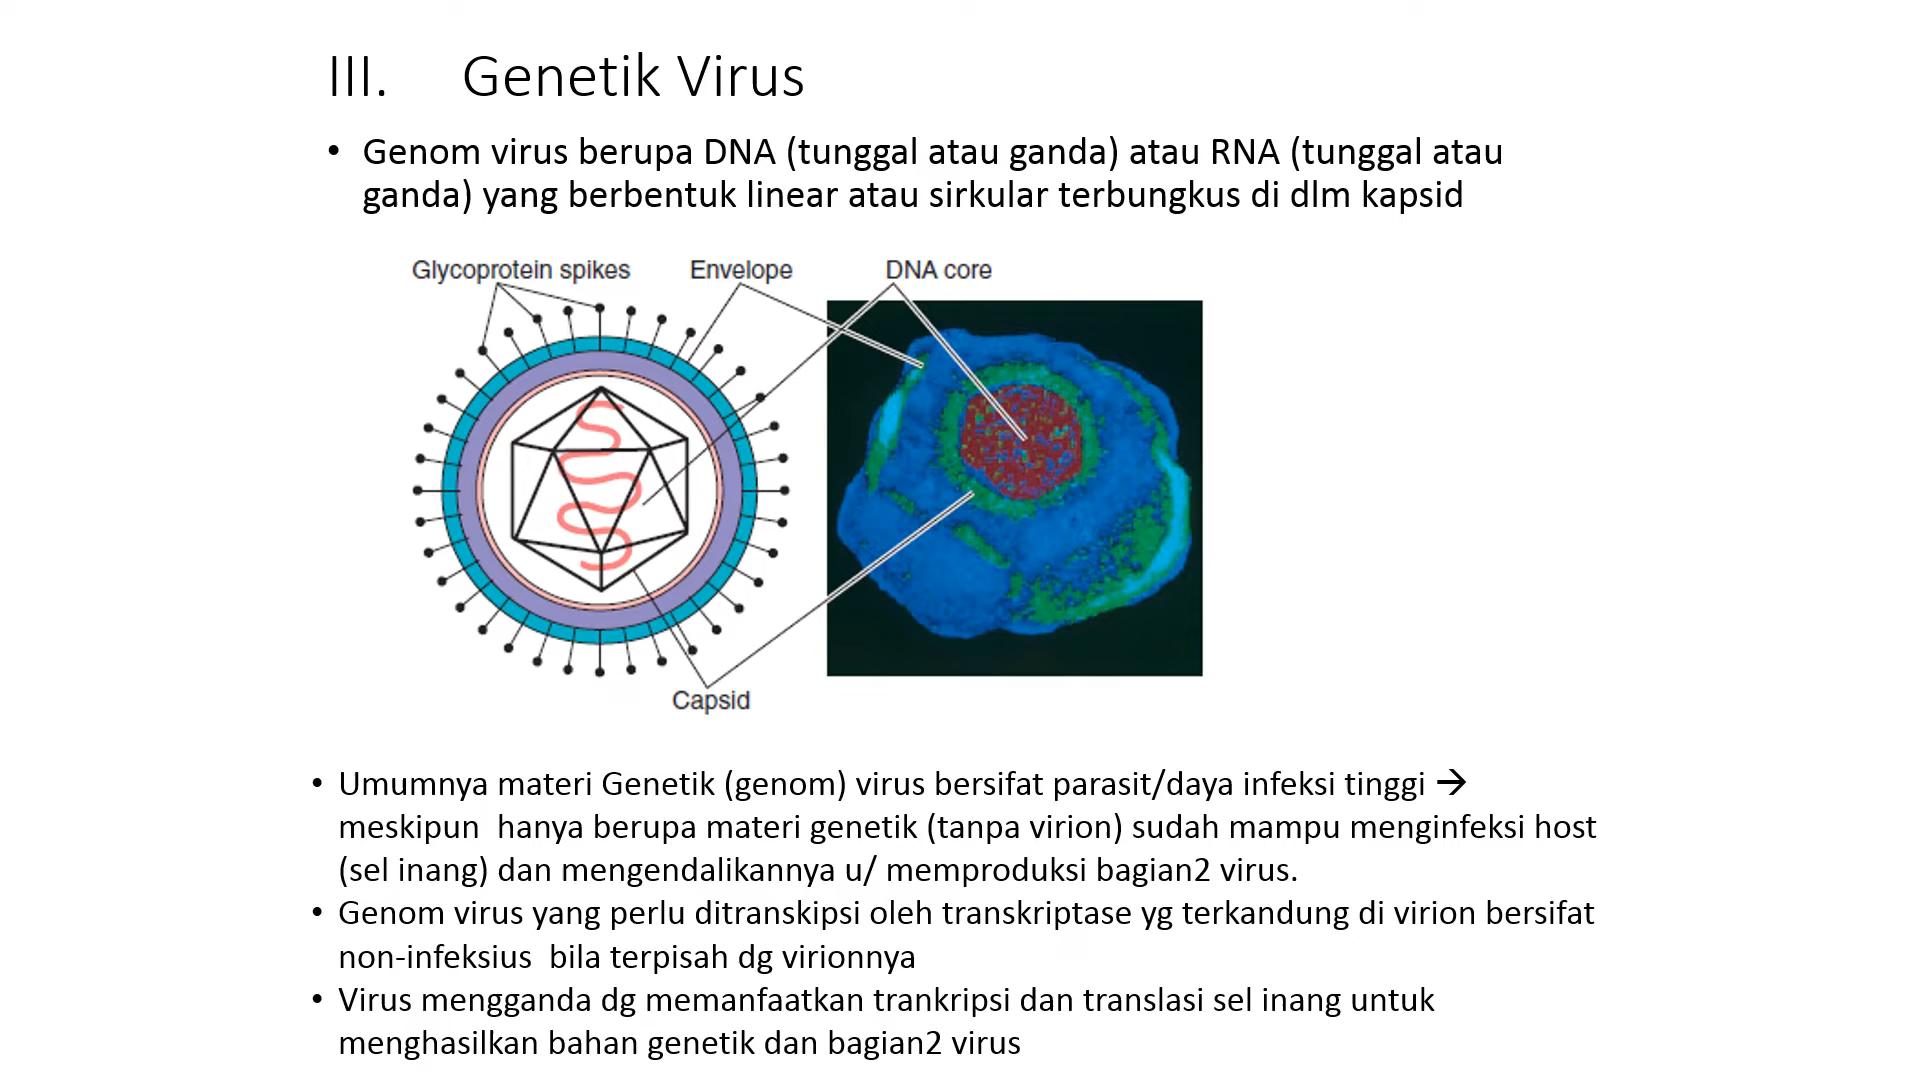 III. Genetik Virus
• Genom virus berupa DNA (tunggal atau ganda) atau RNA (tunggal atau
ganda) yang berbentuk linear atau sirkular terbungkus di dlm kapsid
Glycoprotein spikes
Envelope
DNA core
Capsid
• Umumnya materi Genetik (genom) virus bersifat parasit/daya infeksi tinggi →
meskipun hanya berupa materi genetik (tanpa virion) sudah mampu menginfeksi host
(sel inang) dan mengendalikannya u/ memproduksi bagian2 virus.
• Genom virus yang perlu ditranskipsi oleh transkriptase yg terkandung di virion bersifat
non-infeksius bila terpisah dg virionnya
• Virus mengganda dg memanfaatkan trankripsi dan translasi sel inang untuk
menghasilkan bahan genetik dan bagian2 virus